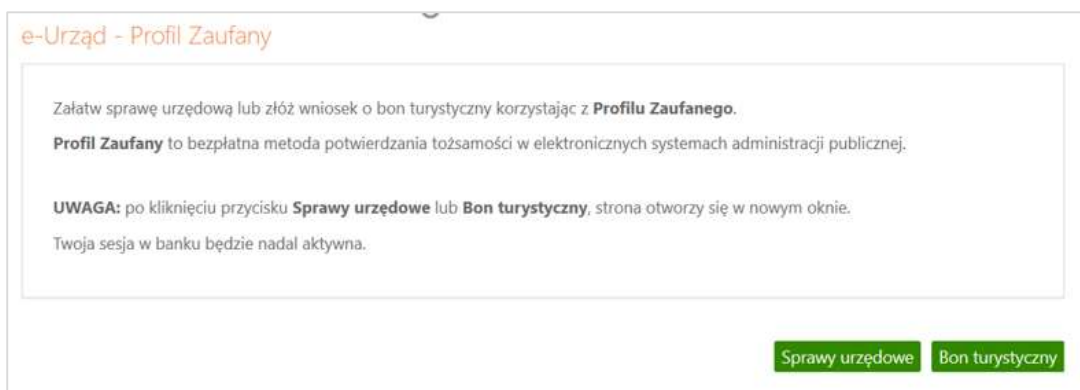 e-Urząd - Profil Zaufany
Załatw sprawę urzędową lub złóż wniosek o bon turystyczny korzystając z Profilu Zaufanego.
Profil Zaufany to bezpłatna metoda potwierdzania tożsamości w elektronicznych systemach administracji publicznej.
UWAGA: po kliknięciu przycisku Sprawy urzędowe lub Bon turystyczny, strona otworzy się w nowym oknie.
Twoja sesja w banku będzie nadal aktywna.
Sprawy urzędowe Bon turystyczny